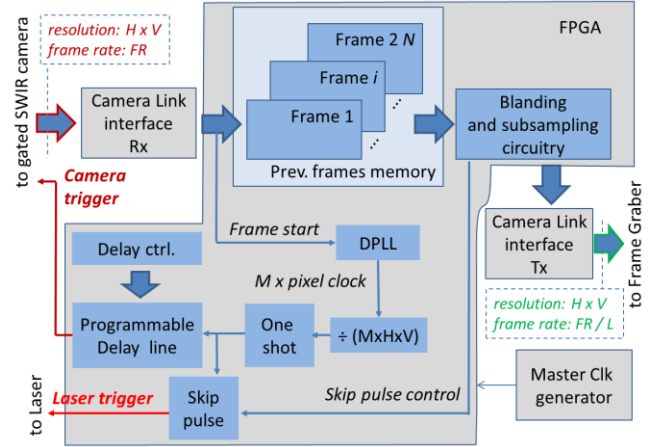 resolution: H x V
frame rate: FR
FPGA
to gated SWIR camera
Camera Link
interface
Rx
Frame 2 N
Frame i
Frame 1
...
...
Prev. frames memory
Blanding
and subsampling
circuitry
Camera
trigger
Frame start
DPLL
Camera Link
interface
Tx
to Frame Graber
Delay ctrl.
M x pixel clock
resolution: H x V
frame rate: FR / L
Programmable
Delay line
One
shot
÷ (MxHxV)
to Laser
Laser trigger
Skip
pulse
Skip pulse control
Master Clk
generator